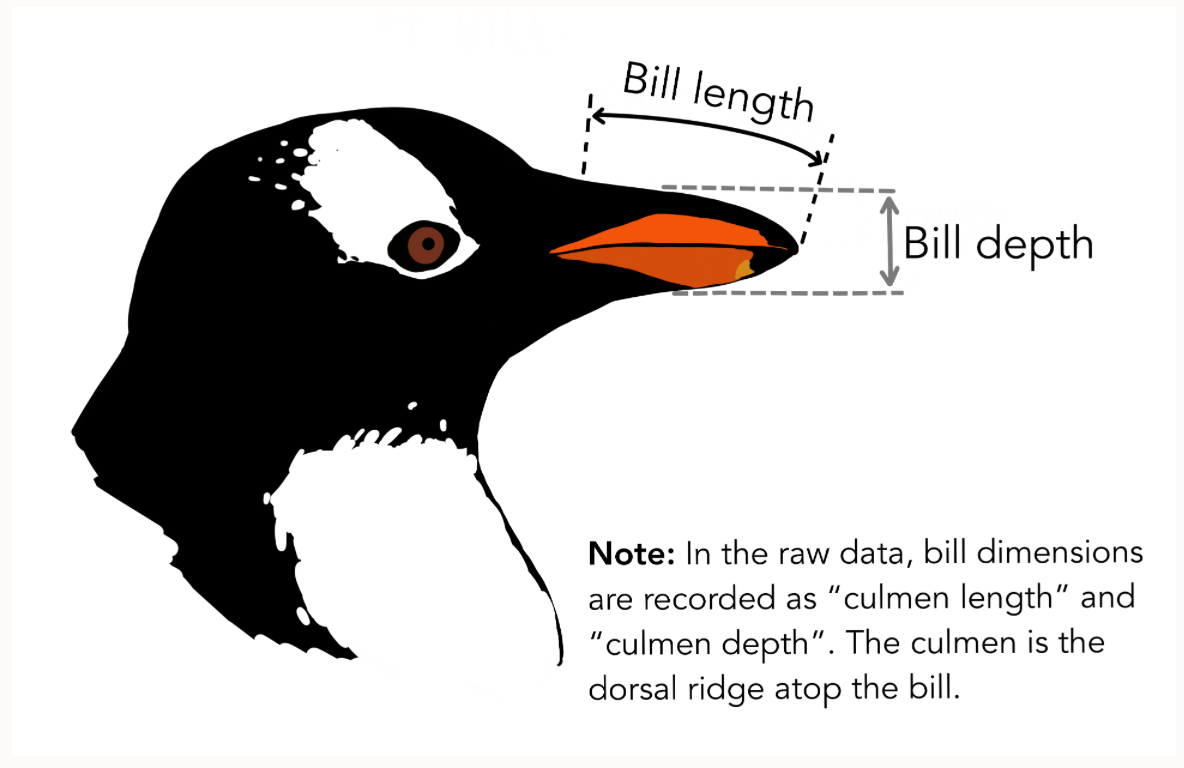 Bill length
Bill depth
Note: In the raw data, bill dimensions
are recorded as “culmen length” and
“culmen depth”. The culmen is the
dorsal ridge atop the bill.